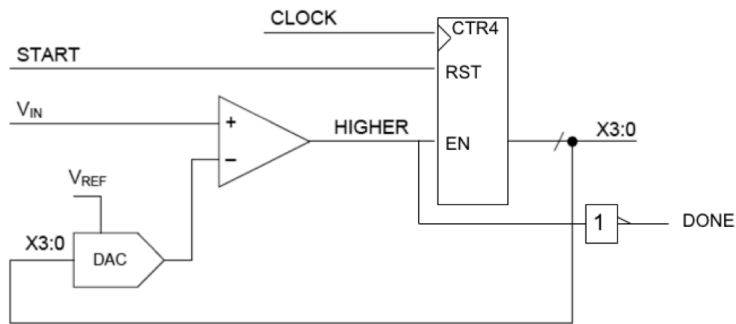 CLOCK
CTR4
START
RST
VIN
+
HIGHER
EN
X3:0
−
VREF
1
DONE
X3:0
DAC